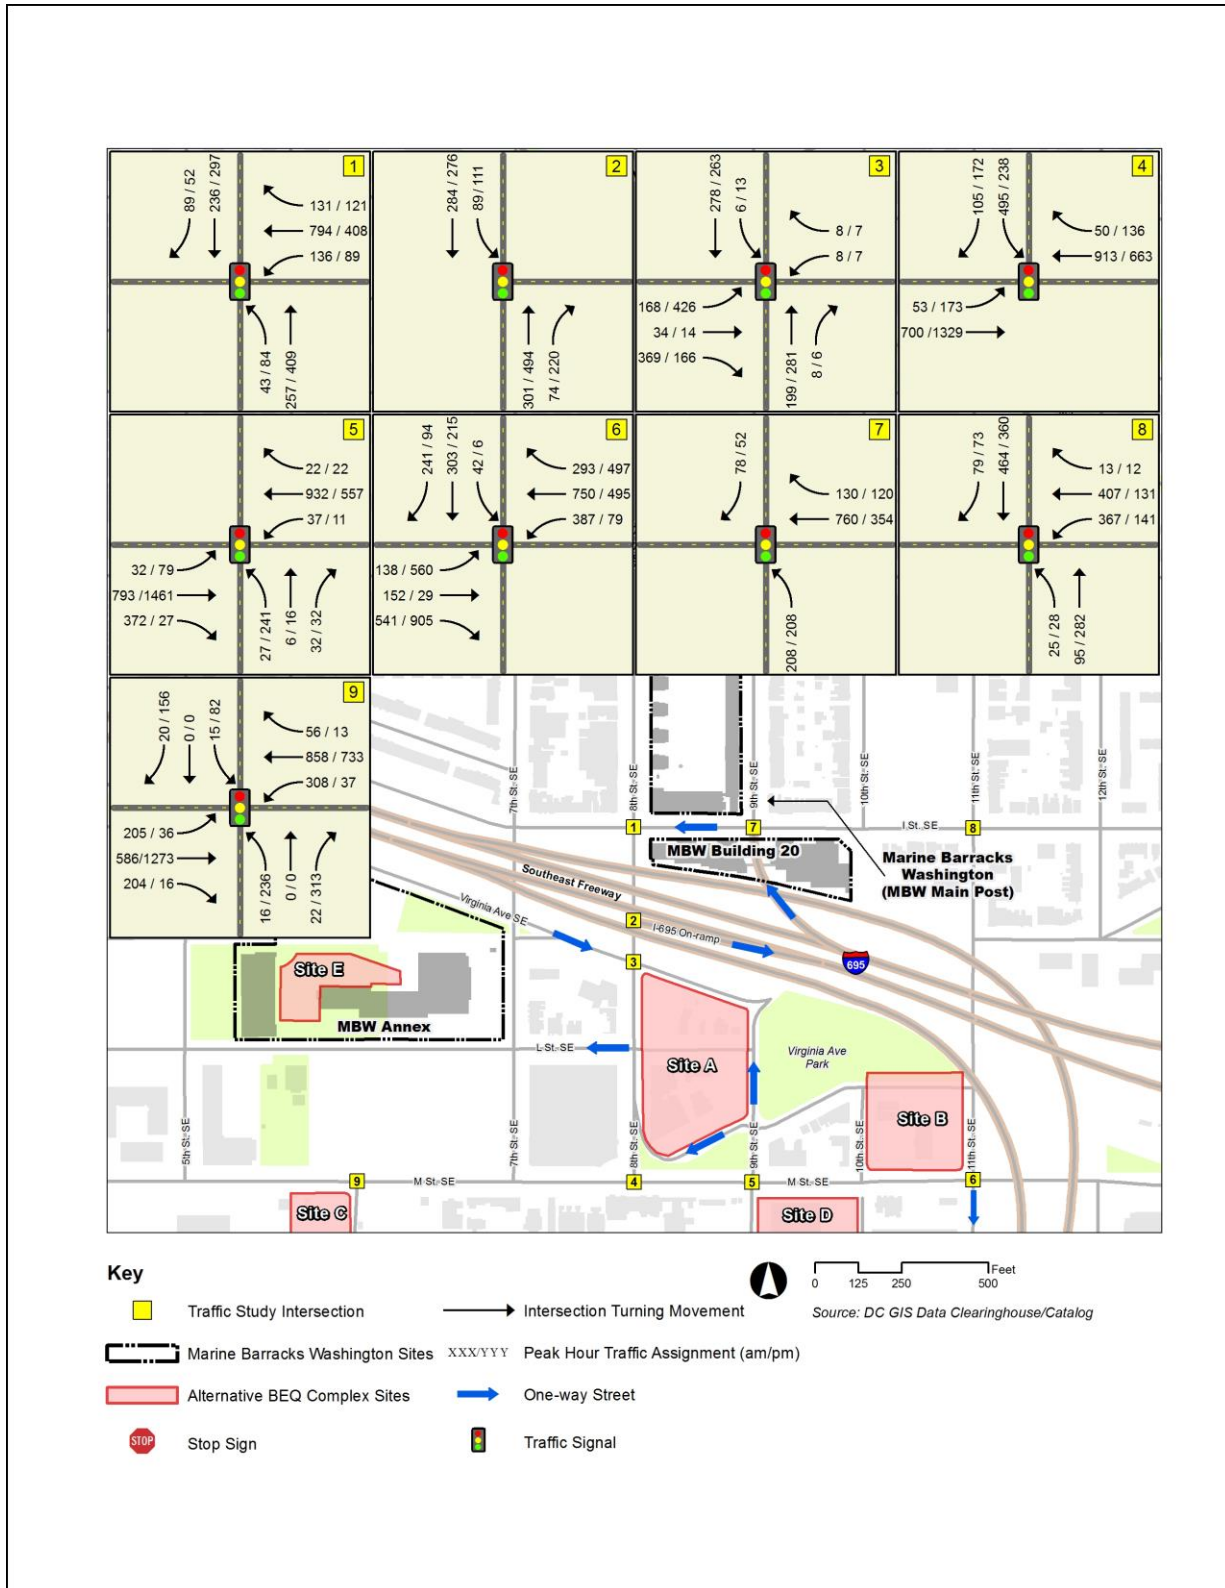 1
89 / 52
236 / 297
131 / 121
794 / 408
136 / 89
43 / 84
257 / 409
2
284 / 276
89 / 111
301 / 494
74 / 220
3
278 / 263
6 / 13
8 / 7
8 / 7
168 / 426
34 / 14
369 / 166
199 / 281
8 / 6
4
105 / 172
495 / 238
50 / 136
913 / 663
53 / 173
700 /1329
5
22 / 22
932 / 557
37 / 11
32 / 79
793/1461
372 / 27
27 / 241
6 / 16
32 / 32
6
241 / 94
303 / 215
42 / 6
293 / 497
750 / 495
387 / 79
138 / 560
152 / 29
541 / 905
7
78 / 52
130 / 120
760 / 354
208 / 208
8
79 / 73
464 / 360
13 / 12
407 / 131
367 / 141
25 / 28
95 / 282
9
20 / 156
0 / 0
15 / 82
56 / 13
858 / 733
308 / 37
205 / 36
586/1273
204 / 16
16 / 236
0 / 0
22 / 313
7th St. SE
8th St. SE
9th St. SE
10th St. SE
11th St. SE
12th St. SE
1
7
I St. SE
8
MBW Building 20
Marine Barracks
Washington
(MBW Main Post)
Southeast Freeway
Virginia Ave SE
2
I-695 On-ramp
3
695
Site E
MBW Annex
L St. SE
Site A
Virginia Ave
Park
Site B
5th St. SE
7th St. SE
8th St. SE
9th St. SE
10th St. SE
11th St. SE
9
M St. SE
4
5
M St. SE
6
Site C
Site D
Key
Feet
0 125 250 500
Traffic Study Intersection
Intersection Turning Movement
Source: DC GIS Data Clearinghouse/Catalog
Marine Barracks Washington Sites
XXX/YYY Peak Hour Traffic Assignment (am/pm)
Alternative BEQ Complex Sites
One-way Street
STOP
Stop Sign
Traffic Signal